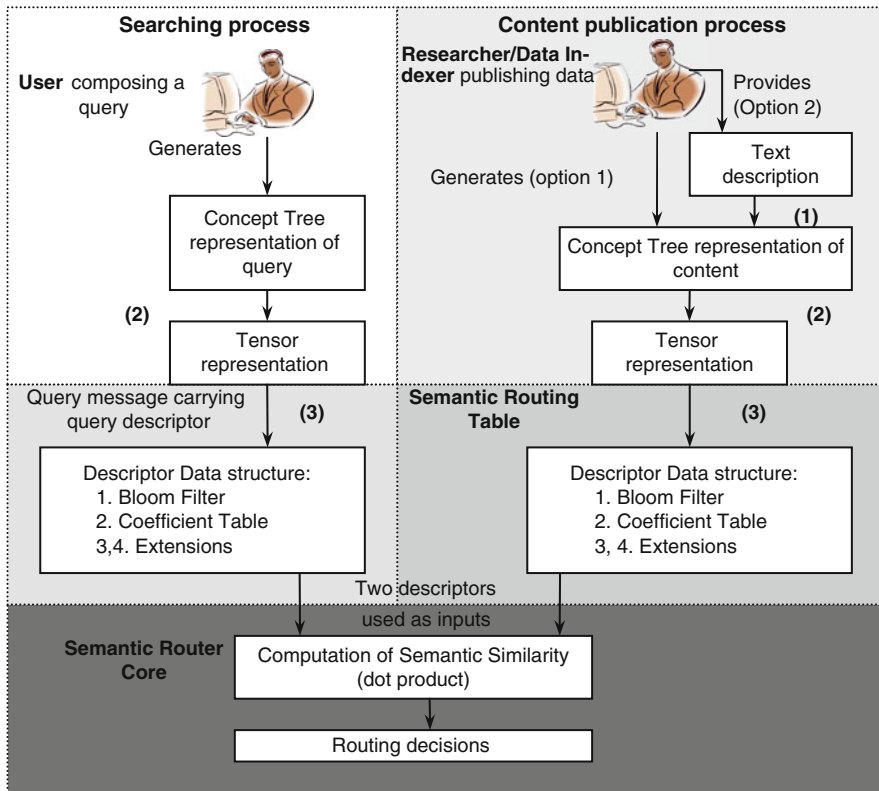 Searching process
User composing a
query
Generates
Concept Tree
representation of
query
(2)
Tensor
representation
Query message carrying
query descriptor
(3)
Descriptor Data structure:
1. Bloom Filter
2. Coefficient Table
3,4. Extensions
Content publication process
Researcher/Data In-
dexer publishing data
Provides
(Option 2)
Text
description
Generates (option 1)
(1)
Concept Tree representation of
content
(2)
Tensor
representation
Semantic Routing
Table
(3)
Descriptor Data structure:
1. Bloom Filter
2. Coefficient Table
3, 4. Extensions
Two descriptors
used as inputs
Semantic Router
Core
Computation of Semantic Similarity
(dot product)
Routing decisions